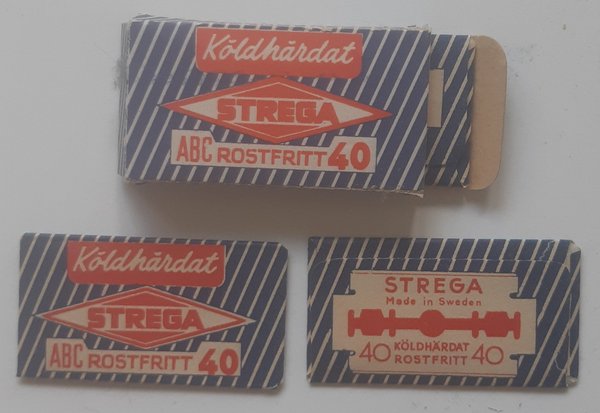 Köldhärdat
STREGA
ABC ROSTFRITT 40
Köldhärdat
STREGA
ABC ROSTFRITT 40
STREGA
Made in Sweden
40 KÖLDHÄRDAT 40
ROSTFRITT